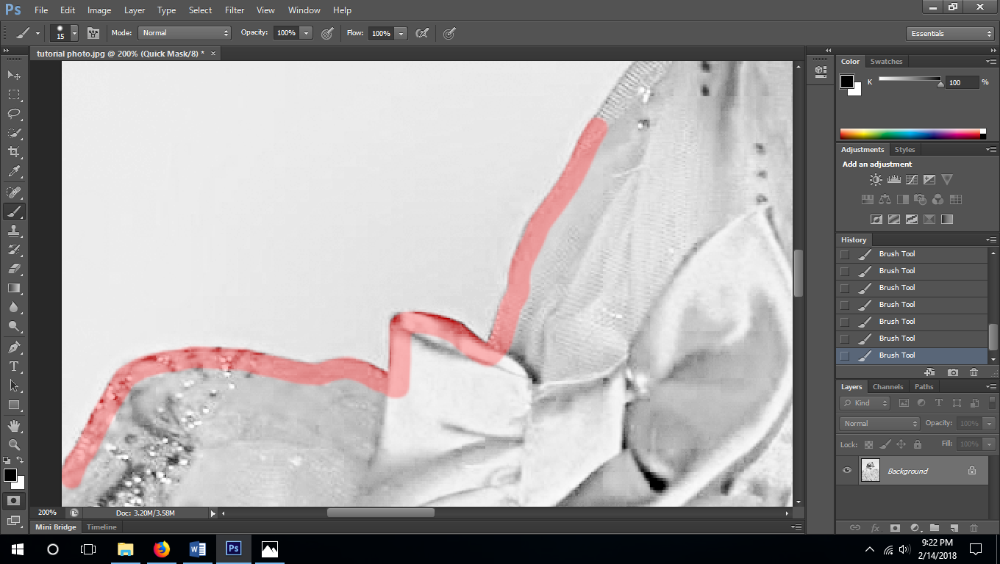 Ps File Edit Image Layer Type Select Filter View Window Help
15 Mode: Normal Opacity: 100% Flow: 100% Essentials
tutorial photo.jpg @ 200% (Quick Mask/8) * ×
Color Swatches
K 100 %
Adjustments Styles
Add an adjustment
History
Brush Tool
Brush Tool
Brush Tool
Brush Tool
Brush Tool
Brush Tool
Brush Tool
Layers Channels Paths
Kind
Normal Opacity: 100%
Lock: Fill: 100%
Background
200% Doc: 3.20M/3.58M
Mini Bridge Timeline
Ps
9:22 PM
2/14/2018